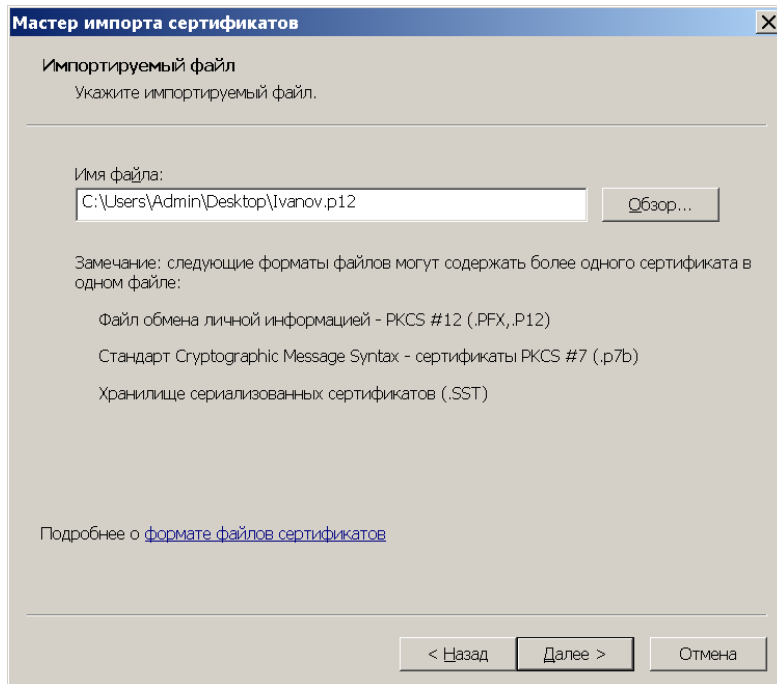 Мастер импорта сертификатов
Импортируемый файл
Укажите импортируемый файл.
Имя файла:
C:\Users\Admin\Desktop\Ivanov.p12
Обзор...
Замечание: следующие форматы файлов могут содержать более одного сертификата в
одном файле:
Файл обмена личной информацией - PKCS #12 (.PFX,.P12)
Стандарт Cryptographic Message Syntax - сертификаты PKCS #7 (.p7b)
Хранилище сериализованных сертификатов (.SST)
Подробнее о формате файлов сертификатов
< Назад
Далее >
Отмена